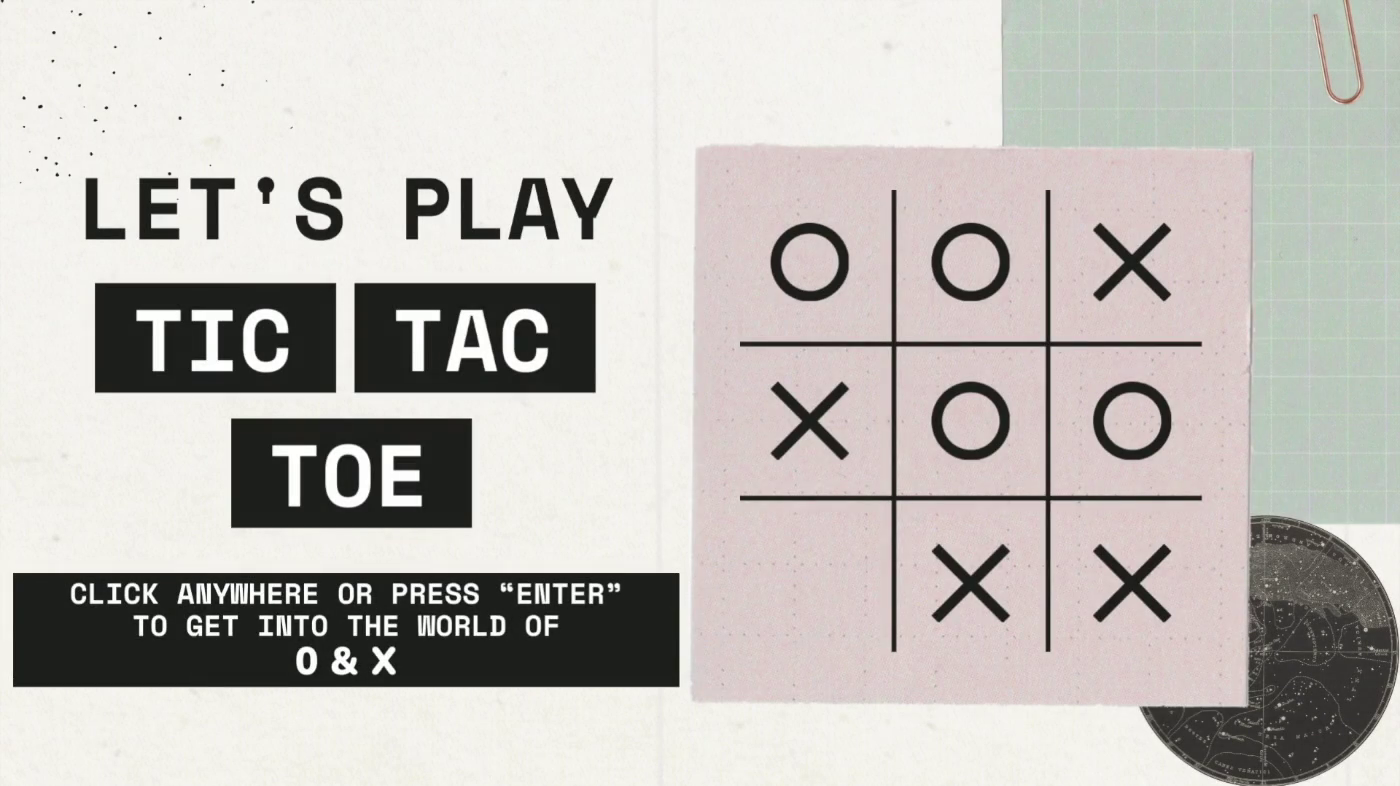 LET'S PLAY
TIC TAC
TOE
CLICK ANYWHERE OR PRESS “ENTER”
TO GET INTO THE WORLD OF
O & X
O O X
X O O
X X